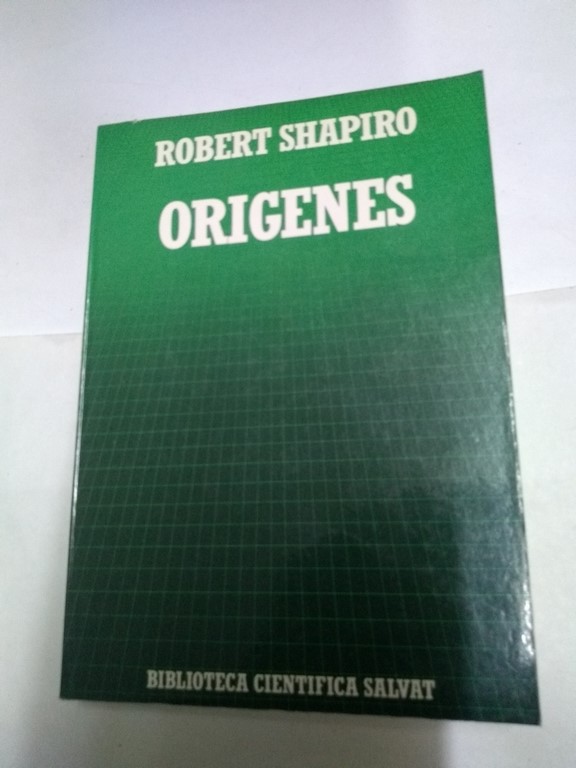 ROBERT SHAPIRO
ORIGENES
BIBLIOTECA CIENTIFICA SALVAT